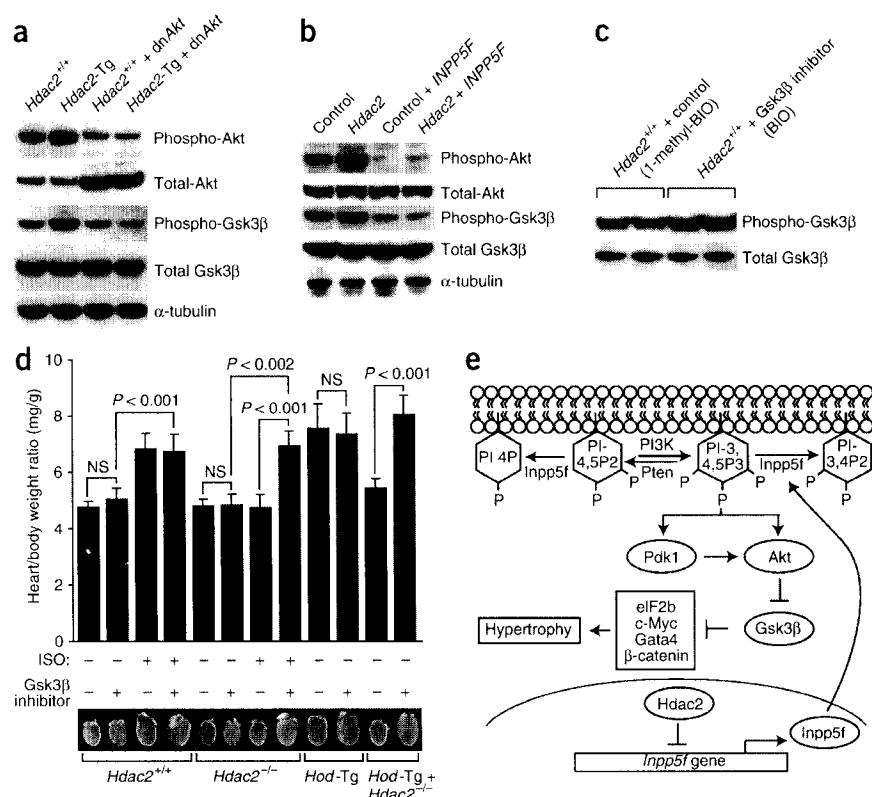 a
Hdac2+/+
Hdac2-Tg
Hdac2+/+ + dnAkt
Hdac2-Tg + dnAkt
Phospho-Akt
Total-Akt
Phospho-Gsk3β
Total Gsk3β
α-tubulin
b
Control
Hdac2
Control + INPP5F
Hdac2 + INPP5F
Phospho-Akt
Total-Akt
Phospho-Gsk3β
Total Gsk3β
α-tubulin
c
Hdac2+/+ + control
(1-methyl-BIO)
Hdac2+/+ + Gsk3β inhibitor
(BIO)
Phospho-Gsk3β
Total Gsk3β
d
Heart/body weight ratio (mg/g)
10
8
6
4
2
0
NS
P < 0.001
NS
P < 0.002
P < 0.001
NS
P < 0.001
ISO: – – + + – – + + – – – –
Gsk3β
inhibitor – + – + – + – + – + – +
Hdac2+/+
Hdac2–/–
Hod-Tg
Hod-Tg +
Hdac2–/–
e
PI 4P
Inpp5f
PI-
4,5P2
PI3K
Pten
PI-3,
4,5P3
Inpp5f
PI-
3,4P2
P P P P P P P
Pdk1
Akt
Hypertrophy
eIF2b
c-Myc
Gata4
β-catenin
Gsk3β
Hdac2
Inpp5f
Inpp5f gene